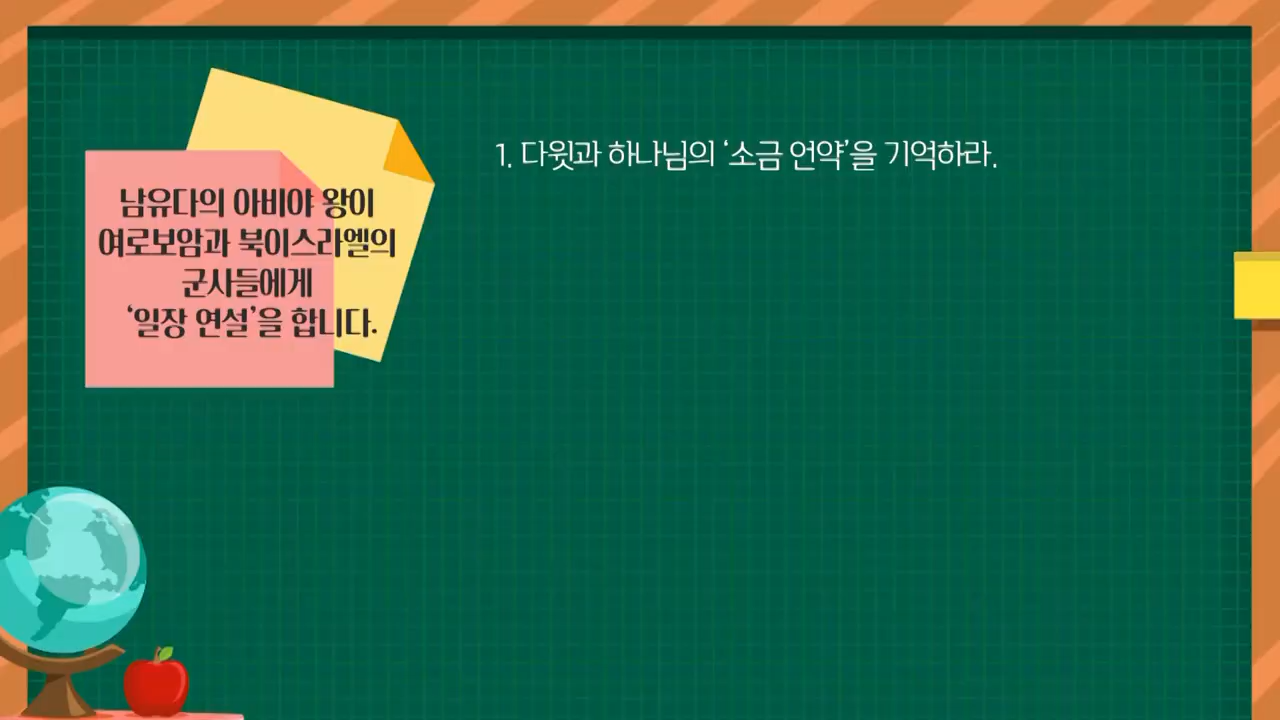 남유다의 아비야 왕이
여로보암과 북이스라엘의
군사들에게
‘일장 연설’을 합니다.
1. 다윗과 하나님의 ‘소금 언약’을 기억하라.